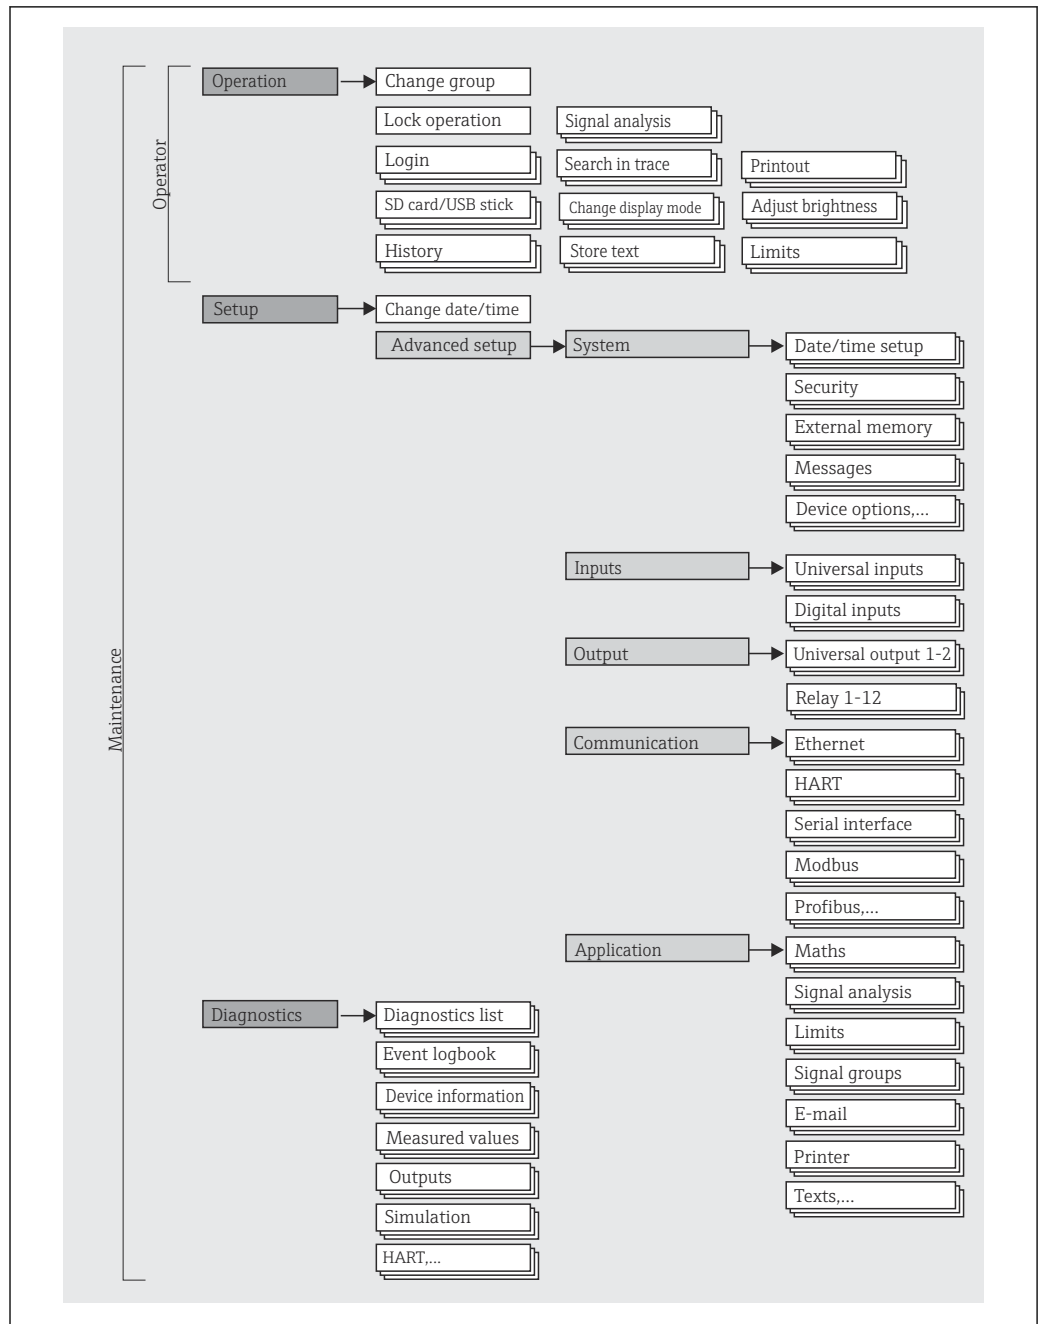 Maintenance
Operator
Operation
Change group
Lock operation
Signal analysis
Login
Search in trace
Printout
SD card/USB stick
Change display mode
Adjust brightness
History
Store text
Limits
Setup
Change date/time
Advanced setup
System
Date/time setup
Security
External memory
Messages
Device options,...
Inputs
Universal inputs
Digital inputs
Output
Universal output 1-2
Relay 1-12
Communication
Ethernet
HART
Serial interface
Modbus
Profibus,...
Application
Maths
Signal analysis
Limits
Signal groups
E-mail
Printer
Texts,...
Diagnostics
Diagnostics list
Event logbook
Device information
Measured values
Outputs
Simulation
HART,...